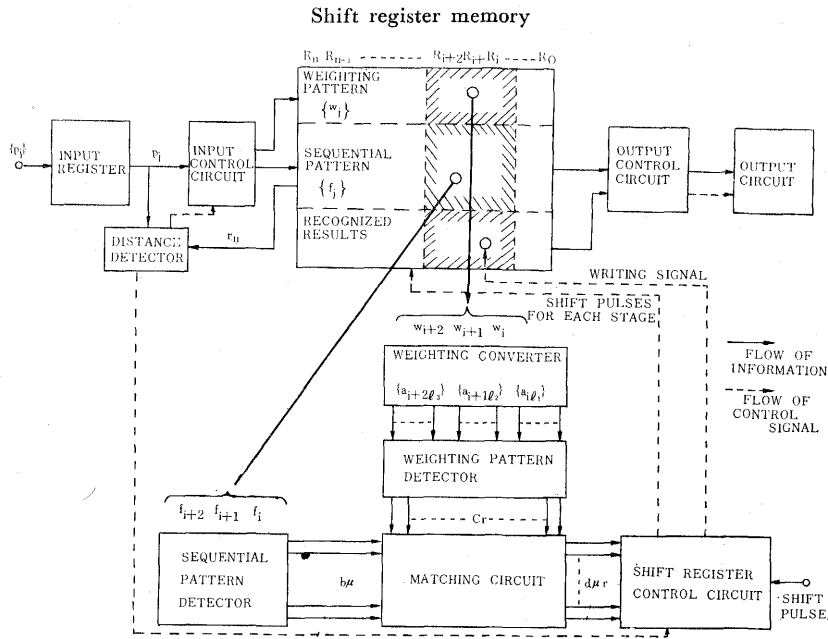 Shift register memory
Rn Rn-1 -------- Ri+2 Ri+1 Ri ----- R0
WEIGHTING
PATTERN
{wj}
{pj}
INPUT
REGISTER
pj
INPUT
CONTROL
CIRCUIT
SEQUENTIAL
PATTERN
{fj}
RECOGNIZED
RESULTS
OUTPUT
CONTROL
CIRCUIT
OUTPUT
CIRCUIT
DISTANCE
DETECTOR
rn
WRITING SIGNAL
SHIFT PULSES
FOR EACH STAGE
wi+2 wi+1 wi
WEIGHTING CONVERTER
{ai+2ℓ3} {ai+1ℓ2} {aiℓ1}
FLOW OF
INFORMATION
FLOW OF
CONTROL
SIGNAL
WEIGHTING PATTERN
DETECTOR
fi+2 fi+1 fi
Cr
SEQUENTIAL
PATTERN
DETECTOR
bμ
MATCHING CIRCUIT
dμr
SHIFT REGISTER
CONTROL CIRCUIT
SHIFT
PULSE